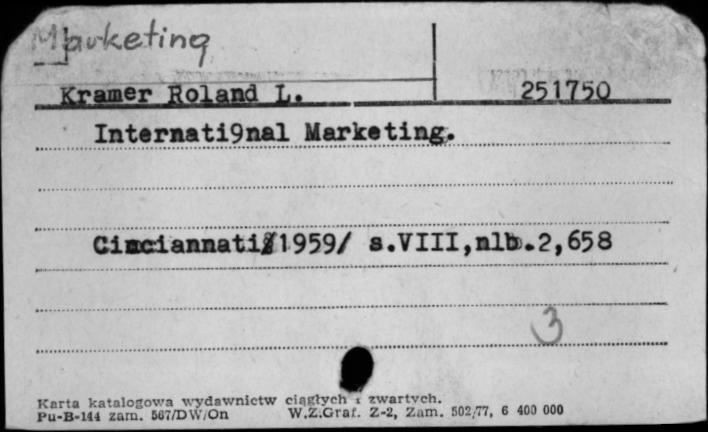 Marketing
Kramer Roland L. 251750
Internati9nal Marketing.
Cincciannati/1959/ s.VIII,nlb.2,658
3
Karta katalogowa wydawnictw ciągłych i zwartych.
Pu-B-144 zam. 567/DW/On W.Z.Graf. Z-2, Zam. 502/77, 6 400 000